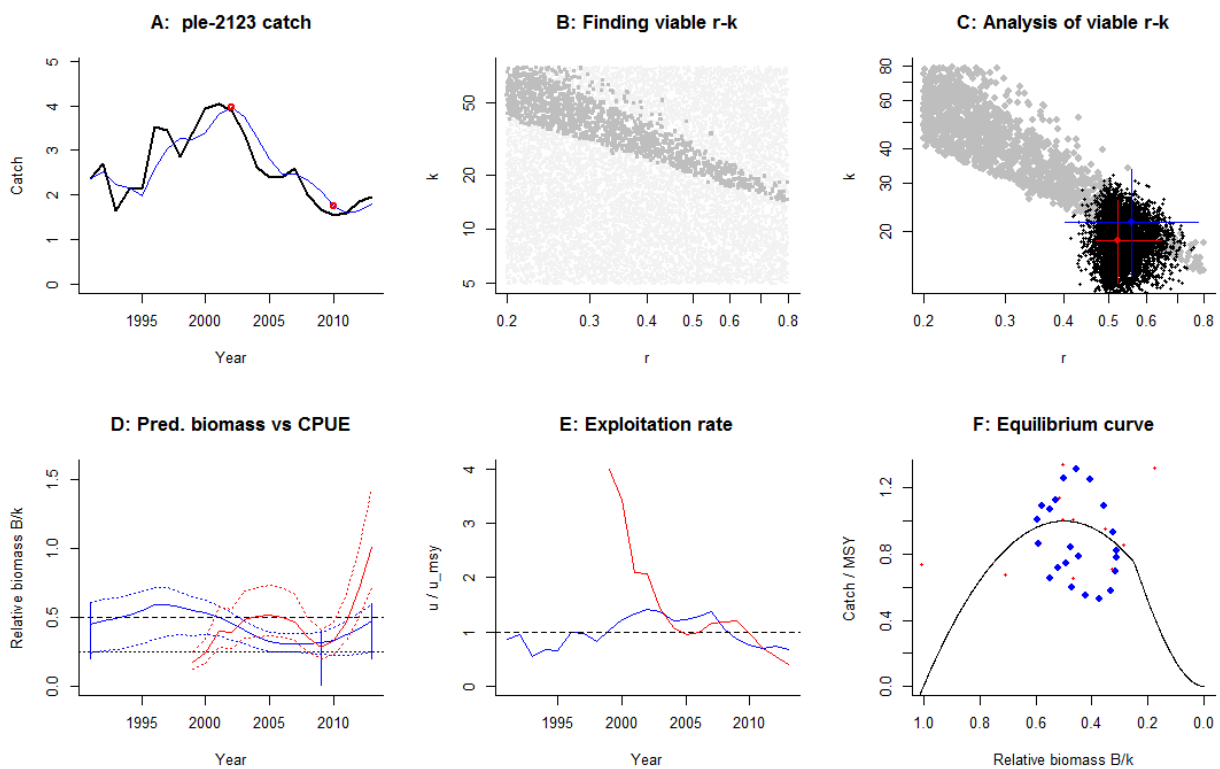 A: ple-2123 catch
Catch
5
4
3
2
1
0
1995 2000 2005 2010
Year
B: Finding viable r-k
k
50
20
10
5
0.2 0.3 0.4 0.5 0.6 0.8
r
C: Analysis of viable r-k
k
80
60
50
40
30
20
0.2 0.3 0.4 0.5 0.6 0.8
r
D: Pred. biomass vs CPUE
Relative biomass B/k
1.5
1.0
0.5
0.0
1995 2000 2005 2010
Year
E: Exploitation rate
u / u_msy
4
3
2
1
0
1995 2000 2005 2010
Year
F: Equilibrium curve
Catch / MSY
1.2
0.8
0.4
0.0
1.0 0.8 0.6 0.4 0.2 0.0
Relative biomass B/k